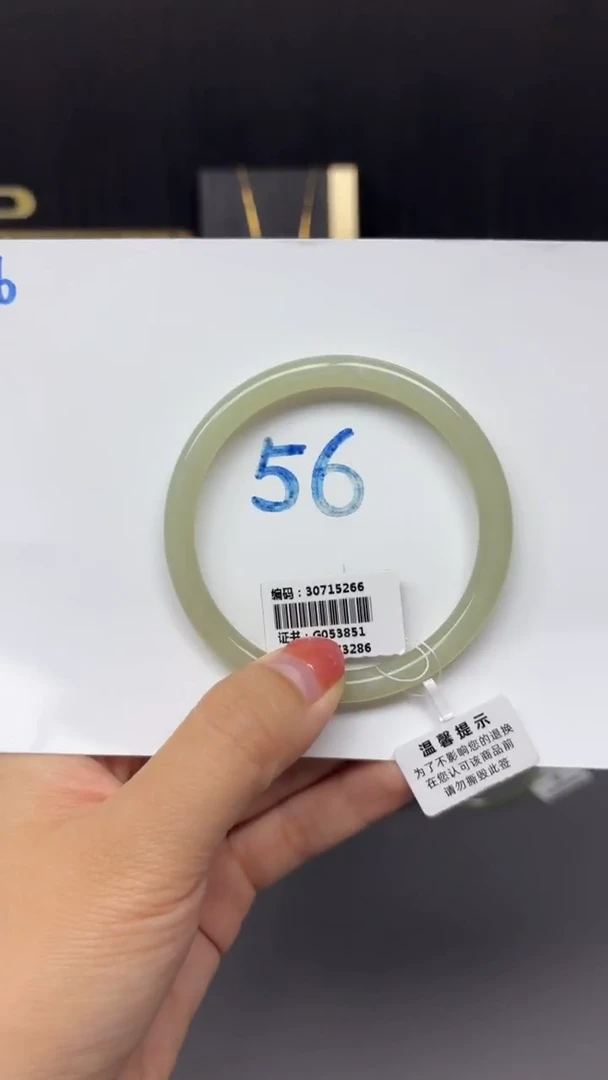 56
编码：30715266
证书：G053851
3286
温馨提示
为了不影响您的退换
在您认可该商品前
请勿撕毁此签